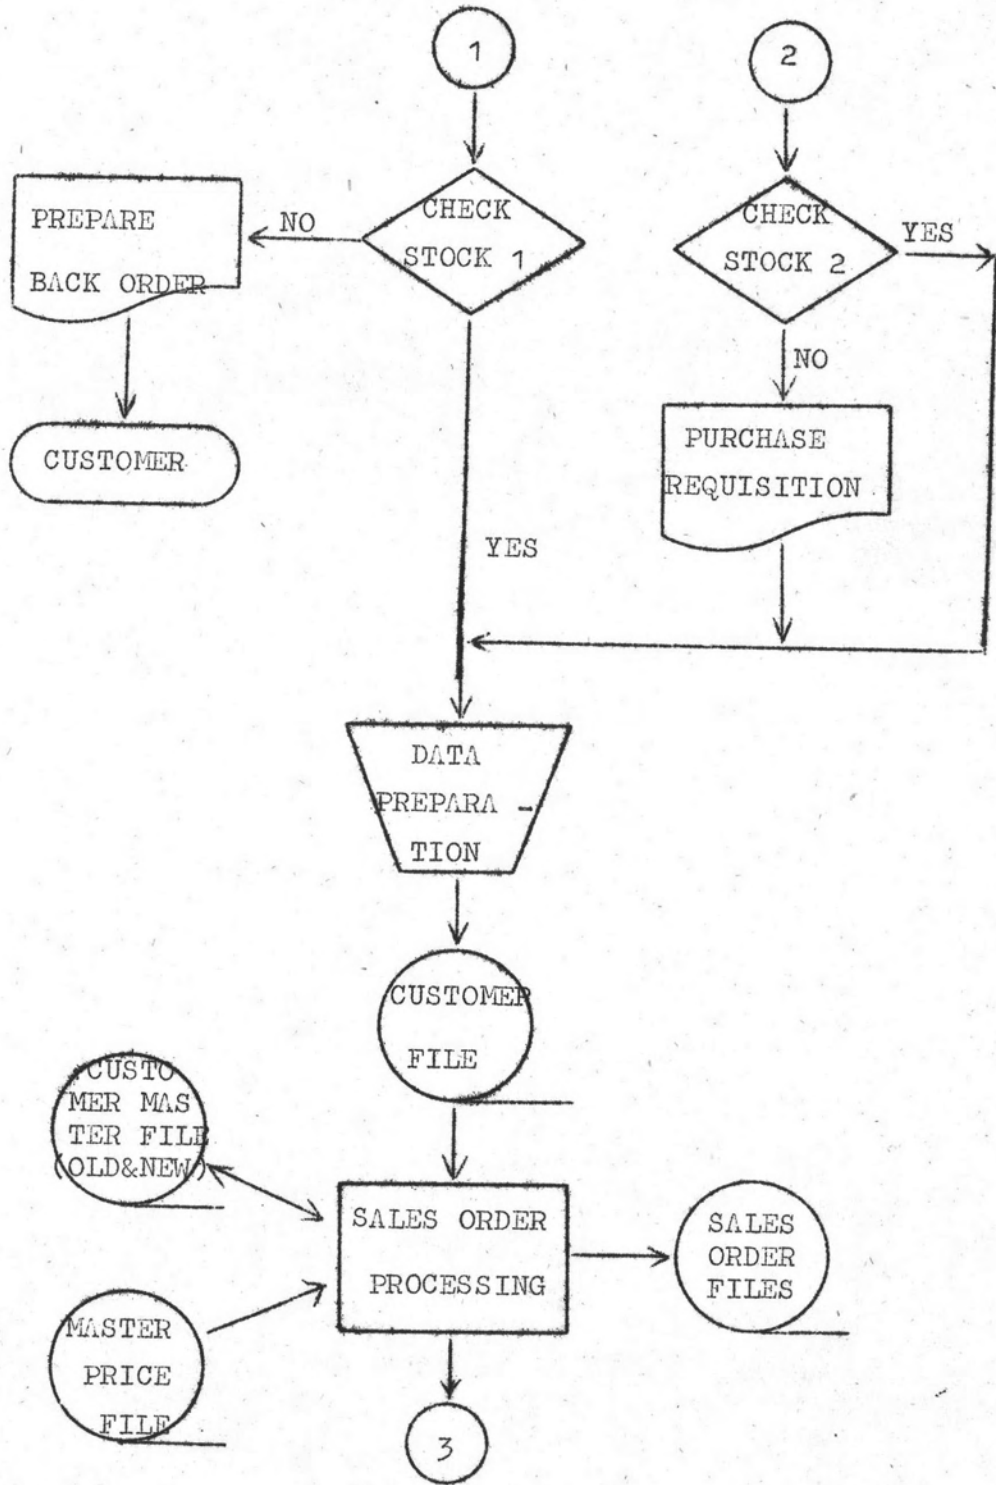 1
2
CHECK
STOCK 1
NO
PREPARE
BACK ORDER
CUSTOMER
YES
CHECK
STOCK 2
YES
NO
PURCHASE
REQUISITION
DATA
PREPARA -
TION
CUSTOMER
FILE
CUSTO
MER MAS
TER FILE
(OLD&NEW)
SALES ORDER
PROCESSING
SALES
ORDER
FILES
MASTER
PRICE
FILE
3